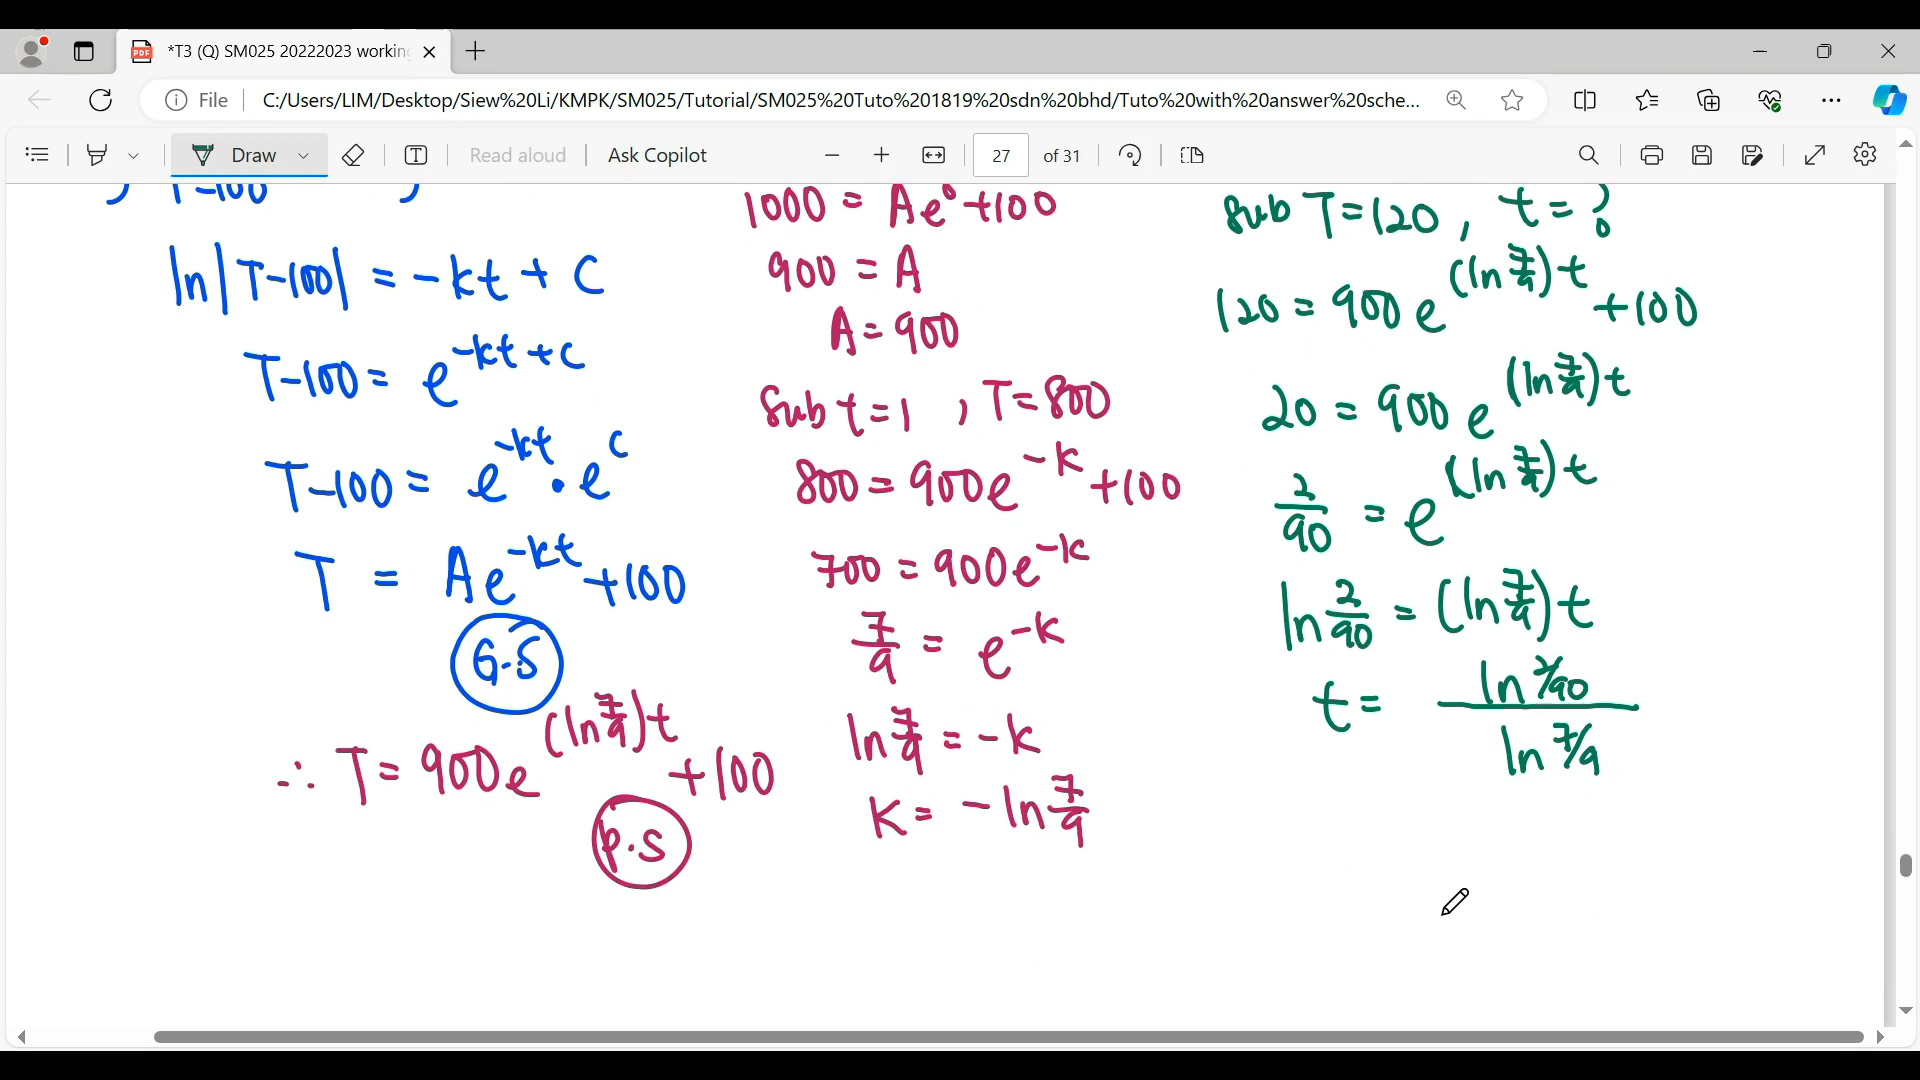 *T3 (Q) SM025 20222023 workin
File
C:/Users/LIM/Desktop/Siew%20Li/KMPK/SM025/Tutorial/SM025%20Tuto%201819%20sdn%20bhd/Tuto%20with%20answer%20sche...
Draw
Read aloud
Ask Copilot
27
of 31
T-100
ln|T-100| = -kt + C
T-100 = e^{-kt+c}
T-100 = e^{-kt} · e^{c}
T = Ae^{-kt} + 100
G.S
∴ T = 900e^{(ln 7/9)t} + 100
P.S
1000 = Ae^0 + 100
900 = A
A = 900
Sub t=1 , T=800
800 = 900e^{-k} + 100
700 = 900e^{-k}
7/9 = e^{-k}
ln 7/9 = -k
K = -ln 7/9
Sub T=120, t=?
120 = 900e^{(ln 7/9)t} + 100
20 = 900e^{(ln 7/9)t}
2/90 = e^{(ln 7/9)t}
ln 2/90 = (ln 7/9)t
t = ln 2/90 / ln 7/9